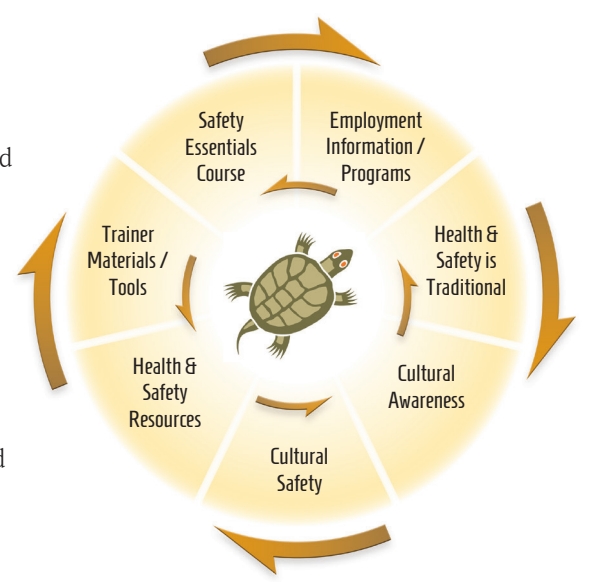 Safety
Essentials
Course
Employment
Information /
Programs
Health &
Safety is
Traditional
Cultural
Awareness
Cultural
Safety
Health &
Safety
Resources
Trainer
Materials /
Tools